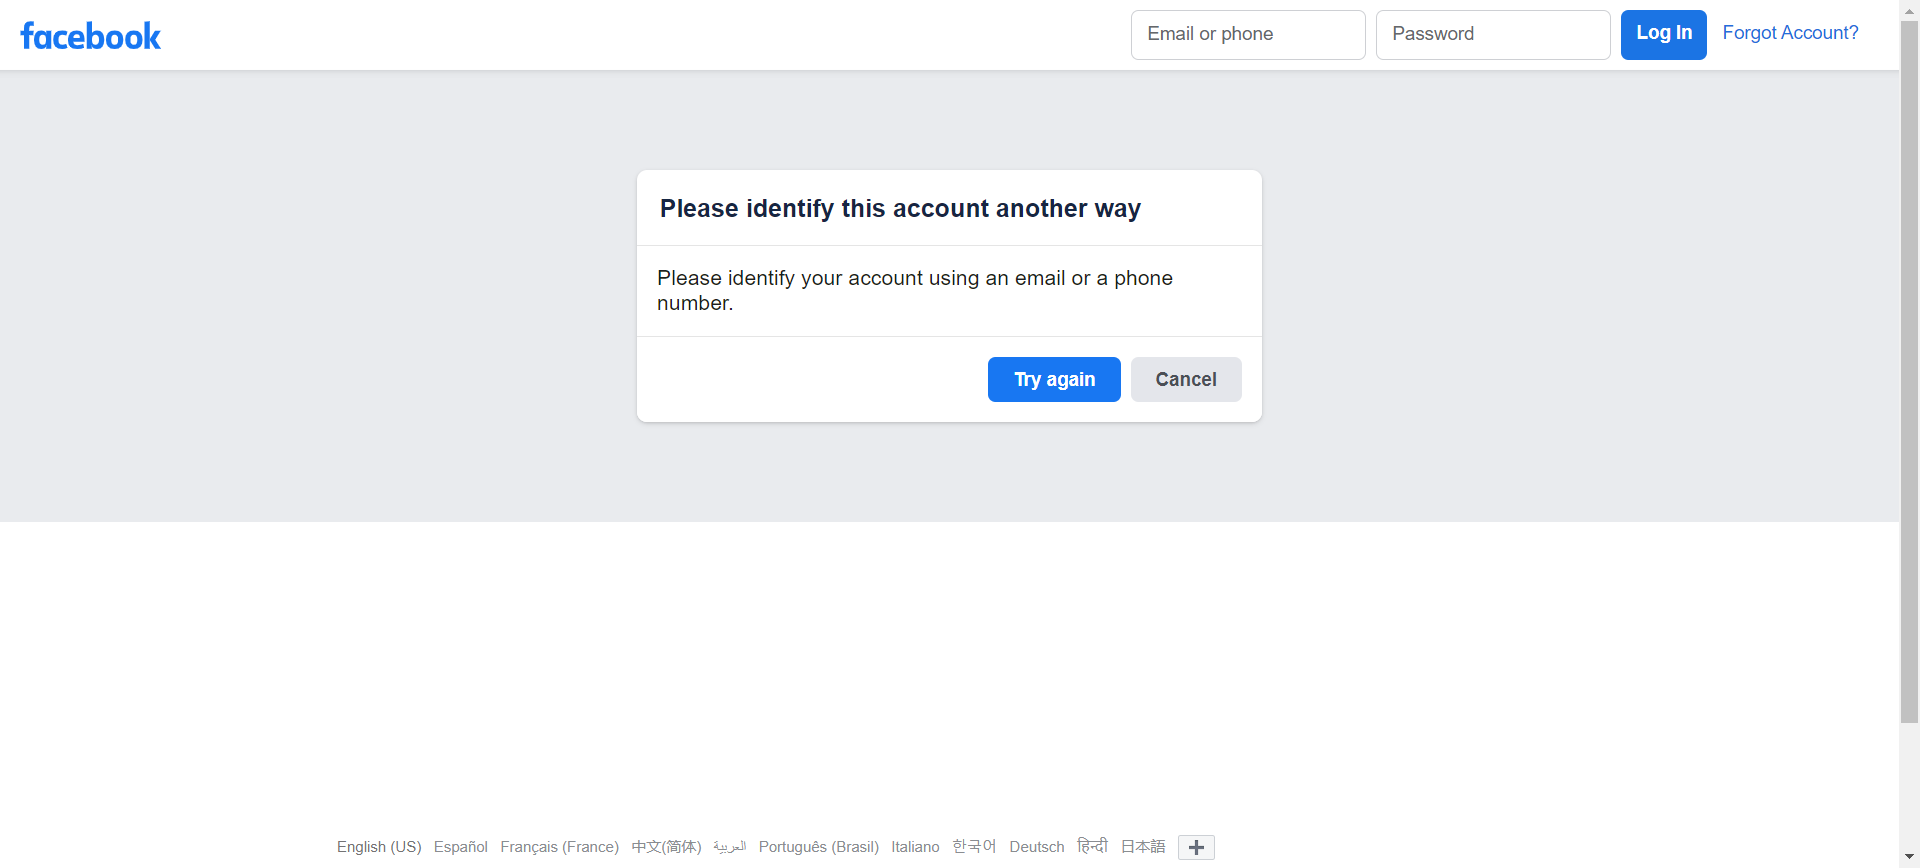 facebook
Email or phone Password Log In Forgot Account?
Please identify this account another way
Please identify your account using an email or a phone
number.
Try again Cancel
English (US) Español Français (France) 中文(简体) العربية Português (Brasil) Italiano 한국어 Deutsch हिन्दी 日本語